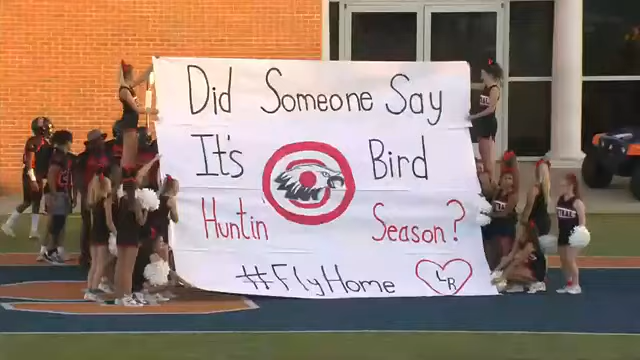 Did Someone Say
It's Bird
Huntin' Season?
#FlyHome
LR